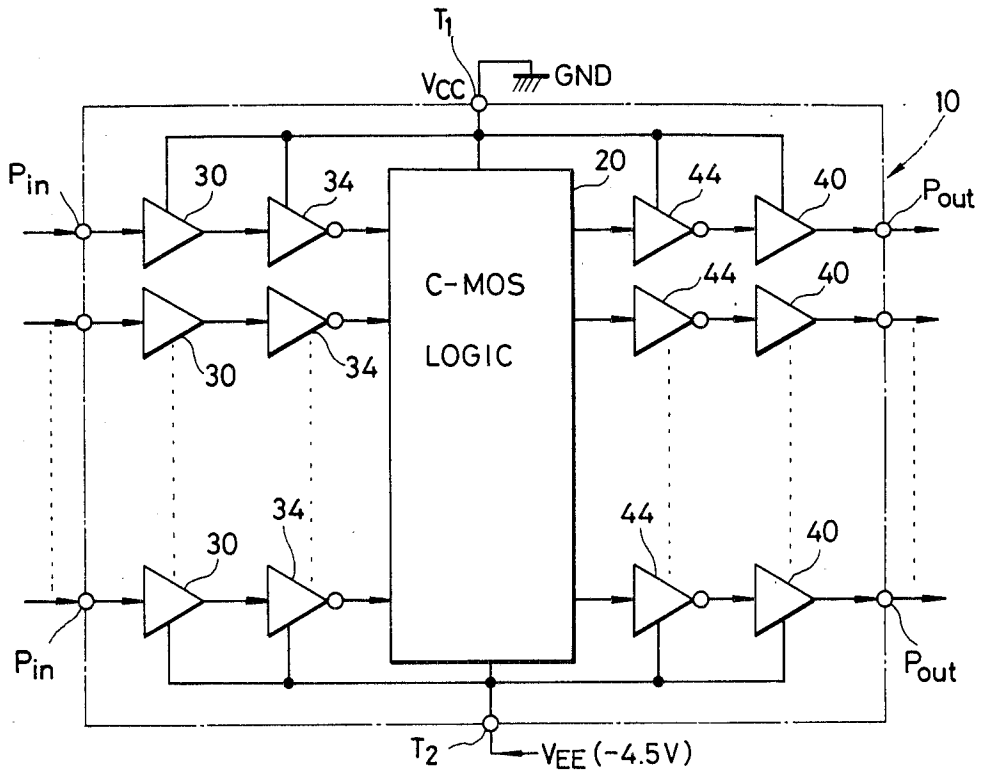 T1
VCC
GND
10
Pin
30
34
20
44
40
Pout
C-MOS
LOGIC
44
40
30
34
30
34
44
40
Pin
Pout
T2
VEE (-4.5V)